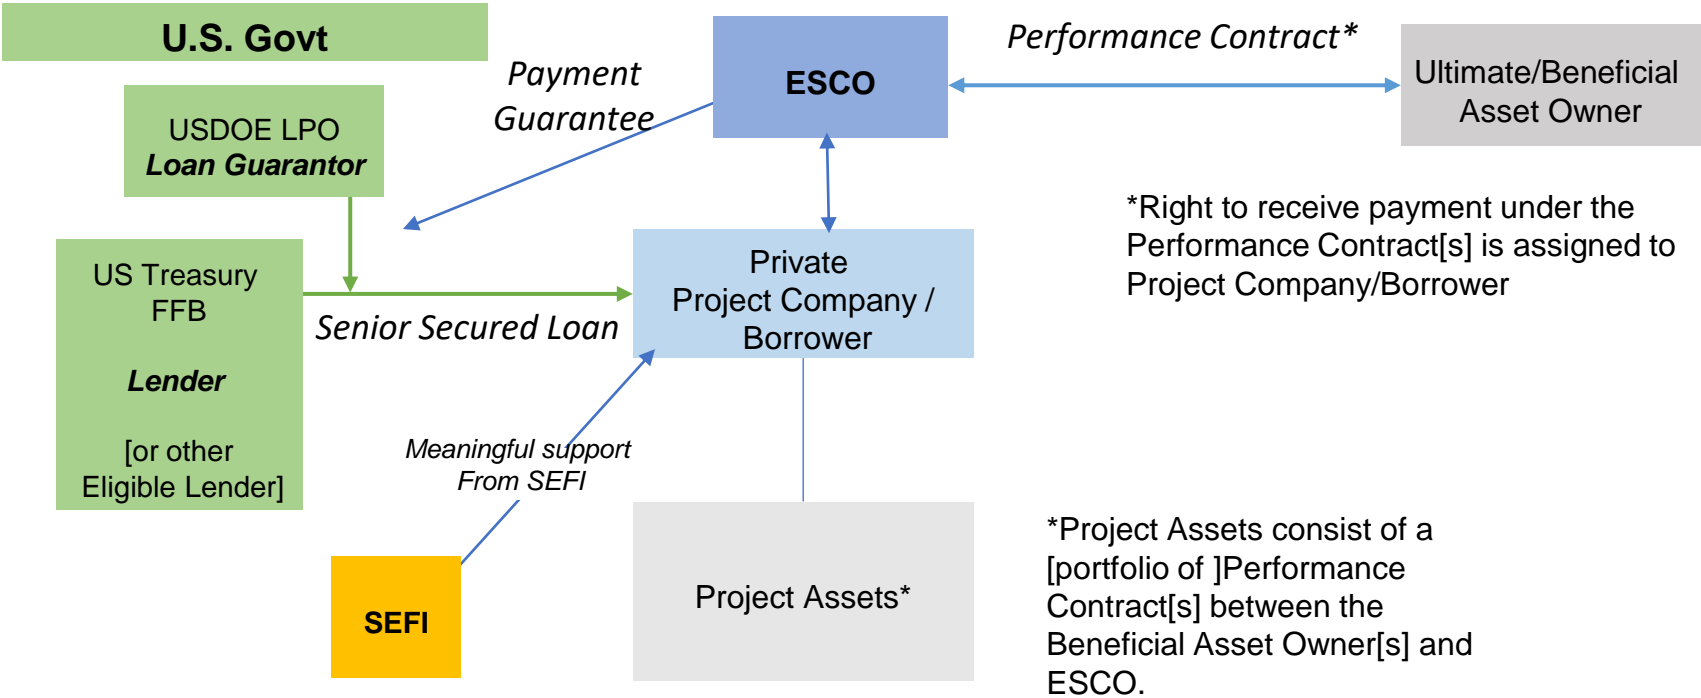 U.S. Govt
USDOE LPO
Loan Guarantor
US Treasury
FFB
Lender
[or other
Eligible Lender]
Payment
Guarantee
ESCO
Performance Contract*
Ultimate/Beneficial
Asset Owner
*Right to receive payment under the
Performance Contract[s] is assigned to
Project Company/Borrower
Senior Secured Loan
Private
Project Company /
Borrower
Meaningful support
From SEFI
SEFI
Project Assets*
*Project Assets consist of a
[portfolio of ]Performance
Contract[s] between the
Beneficial Asset Owner[s] and
ESCO.